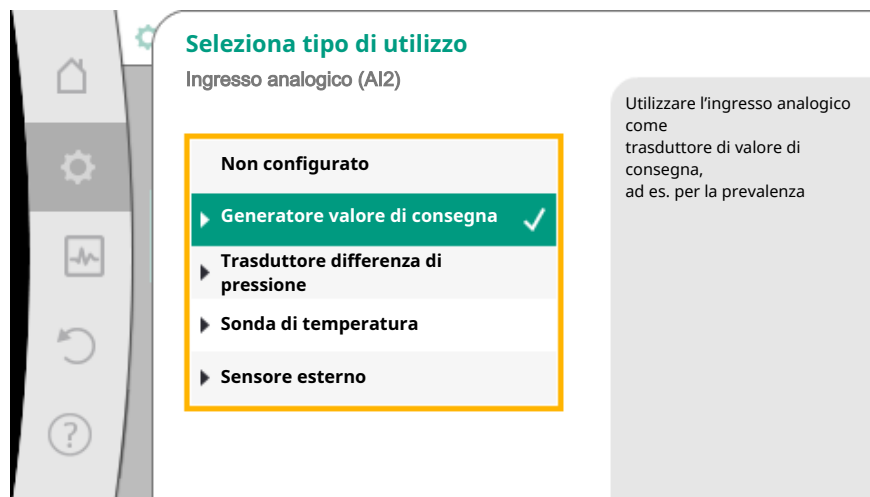 Seleziona tipo di utilizzo
Ingresso analogico (AI2)
Non configurato
Generatore valore di consegna
Trasduttore differenza di
pressione
Sonda di temperatura
Sensore esterno
Utilizzare l'ingresso analogico
come
trasduttore di valore di
consegna,
ad es. per la prevalenza
?